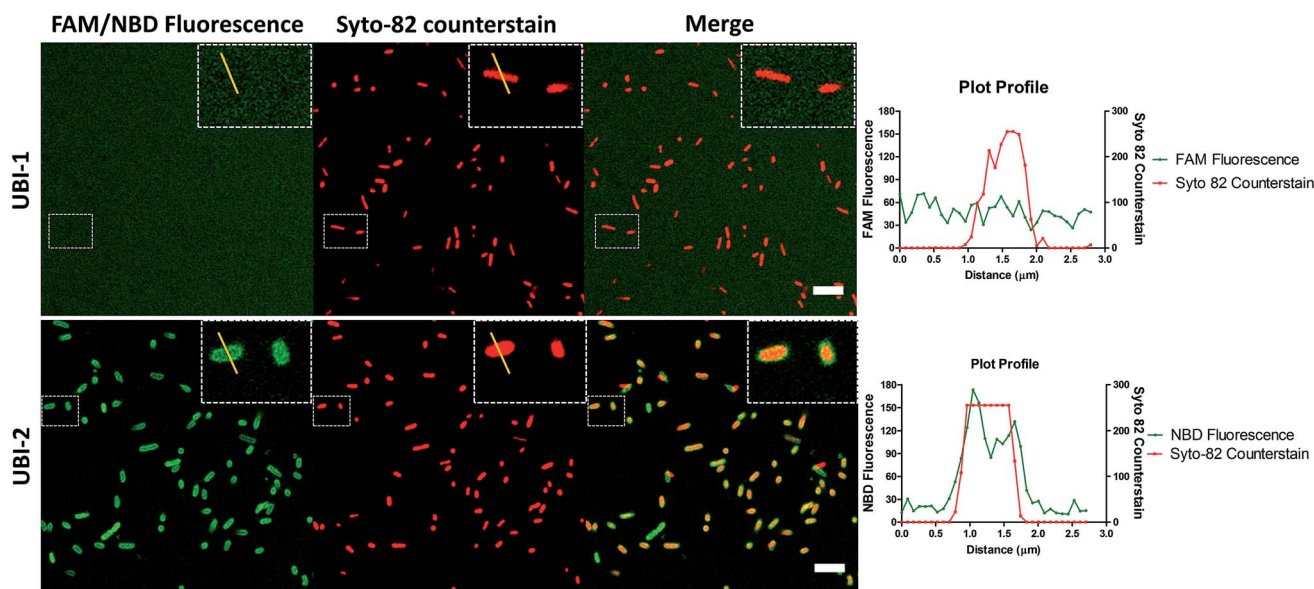 FAM/NBD Fluorescence Syto-82 counterstain Merge
UBI-1
Plot Profile
180
150
120
90
60
30
0
FAM Fluorescence
300
200
100
0
Syto 82 Counterstain
0.0 0.5 1.0 1.5 2.0 2.5 3.0
Distance (μm)
FAM Fluorescence
Syto 82 Counterstain
UBI-2
Plot Profile
180
150
120
90
60
30
0
NBD Fluorescence
300
200
100
0
Syto 82 Counterstain
0.0 0.5 1.0 1.5 2.0 2.5 3.0
Distance (μm)
NBD Fluorescence
Syto-82 Counterstain